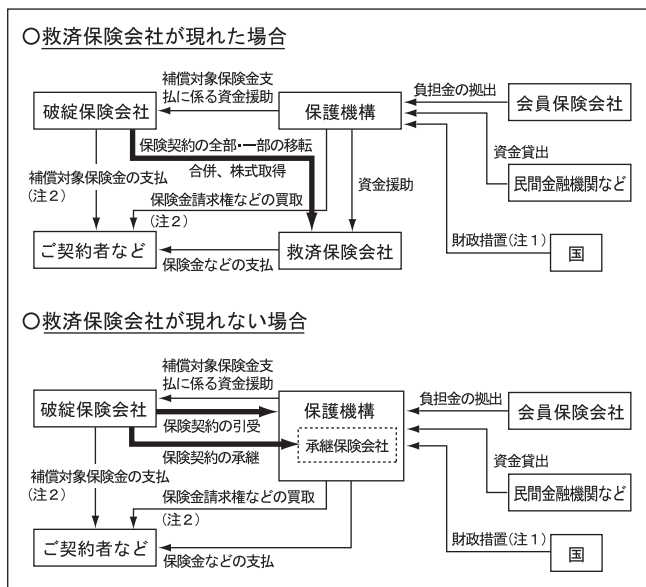 ○救済保険会社が現れた場合
補償対象保険金支
払に係る資金援助
負担金の拠出
破綻保険会社
保護機構
会員保険会社
保険契約の全部・一部の移転
合併、株式取得
資金貸出
補償対象保険金の支払
(注2)
保険金請求権などの買取
(注2)
資金援助
民間金融機関など
財政措置(注1)
ご契約者など
救済保険会社
国
保険金などの支払
○救済保険会社が現れない場合
補償対象保険金支
払に係る資金援助
負担金の拠出
破綻保険会社
保護機構
会員保険会社
保険契約の引受
承継保険会社
保険契約の承継
資金貸出
補償対象保険金の支払
(注2)
保険金請求権などの買取
(注2)
民間金融機関など
財政措置(注1)
ご契約者など
保険金などの支払
国